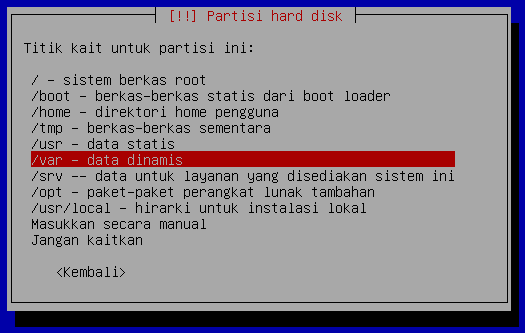 [!!] Partisi hard disk
Titik kait untuk partisi ini:
/ - sistem berkas root
/boot - berkas-berkas statis dari boot loader
/home - direktori home pengguna
/tmp - berkas-berkas sementara
/usr - data statis
/var - data dinamis
/srv -- data untuk layanan yang disediakan sistem ini
/opt - paket-paket perangkat lunak tambahan
/usr/local - hirarki untuk instalasi lokal
Masukkan secara manual
Jangan kaitkan
<Kembali>